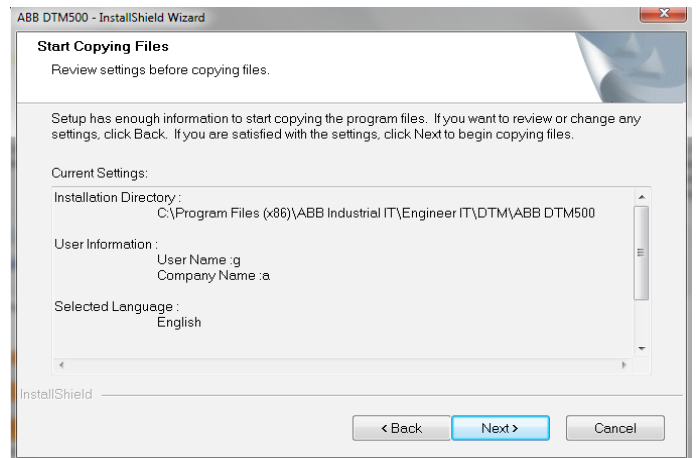 ABB DTM500 - InstallShield Wizard
Start Copying Files
Review settings before copying files.
Setup has enough information to start copying the program files. If you want to review or change any
settings, click Back. If you are satisfied with the settings, click Next to begin copying files.
Current Settings:
Installation Directory :
C:\Program Files (x86)\ABB Industrial IT\Engineer IT\DTM\ABB DTM500
User Information :
User Name :g
Company Name :a
Selected Language :
English
InstallShield
< Back Next > Cancel